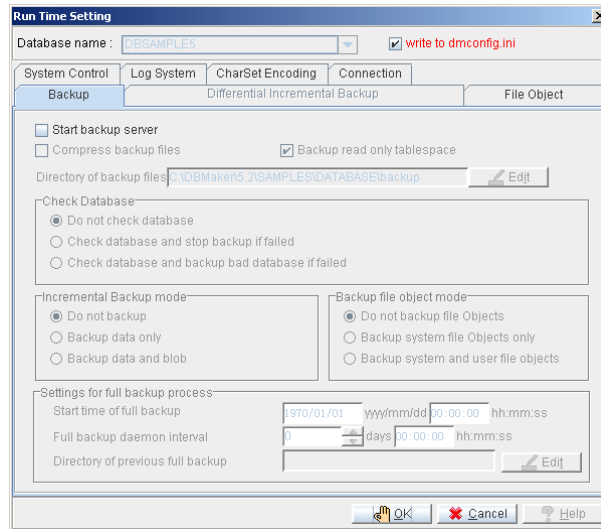 Run Time Setting
Database name : DBSAMPLE5 write to dmconfig.ini
System Control Log System CharSet Encoding Connection
Backup Differential Incremental Backup File Object
Start backup server
Compress backup files Backup read only tablespace
Directory of backup files C:\DBMaker\5.2\SAMPLES\DATABASE\backup Edit
Check Database
Do not check database
Check database and stop backup if failed
Check database and backup bad database if failed
Incremental Backup mode Backup file object mode
Do not backup Do not backup file Objects
Backup data only Backup system file Objects only
Backup data and blob Backup system and user file objects
Settings for full backup process
Start time of full backup 1970/01/01 yyyy/mm/dd 00:00:00 hh:mm:ss
Full backup daemon interval 0 days 00:00:00 hh:mm:ss
Directory of previous full backup Edit
OK Cancel Help